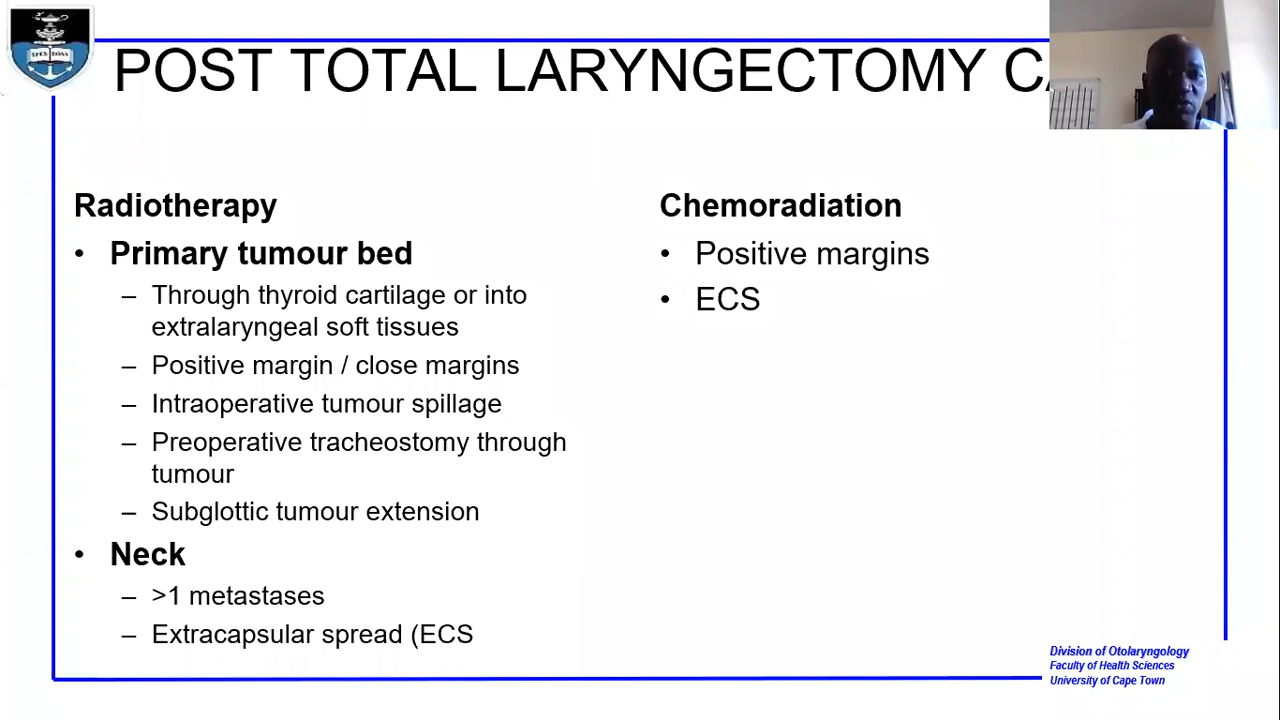 POST TOTAL LARYNGECTOMY
Radiotherapy
• Primary tumour bed
– Through thyroid cartilage or into
extralaryngeal soft tissues
– Positive margin / close margins
– Intraoperative tumour spillage
– Preoperative tracheostomy through
tumour
– Subglottic tumour extension
• Neck
– >1 metastases
– Extracapsular spread (ECS
Chemoradiation
• Positive margins
• ECS
Division of Otolaryngology
Faculty of Health Sciences
University of Cape Town